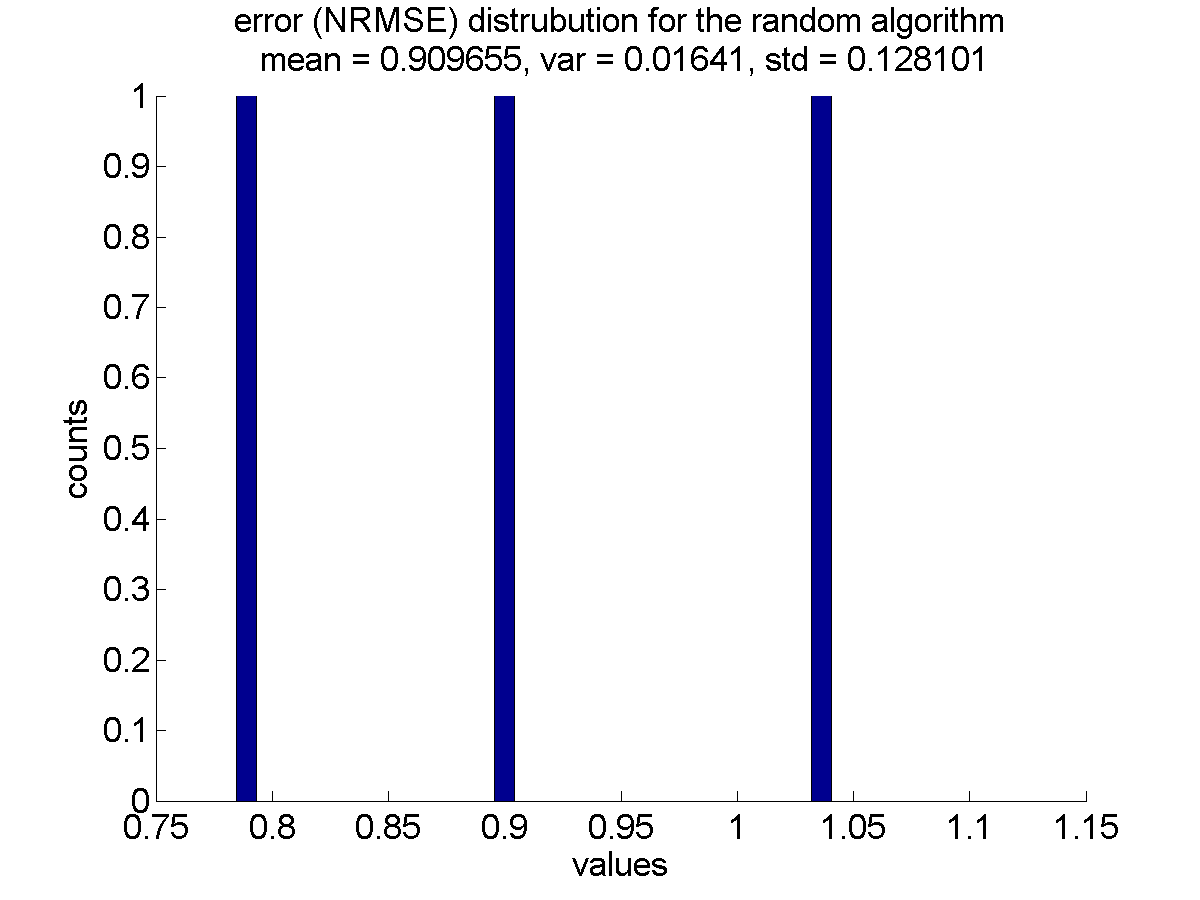 error (NRMSE) distrubution for the random algorithm
mean = 0.909655, var = 0.01641, std = 0.128101
1
0.9
0.8
0.7
0.6
0.5
0.4
0.3
0.2
0.1
0
counts
0.75 0.8 0.85 0.9 0.95 1 1.05 1.1 1.15
values